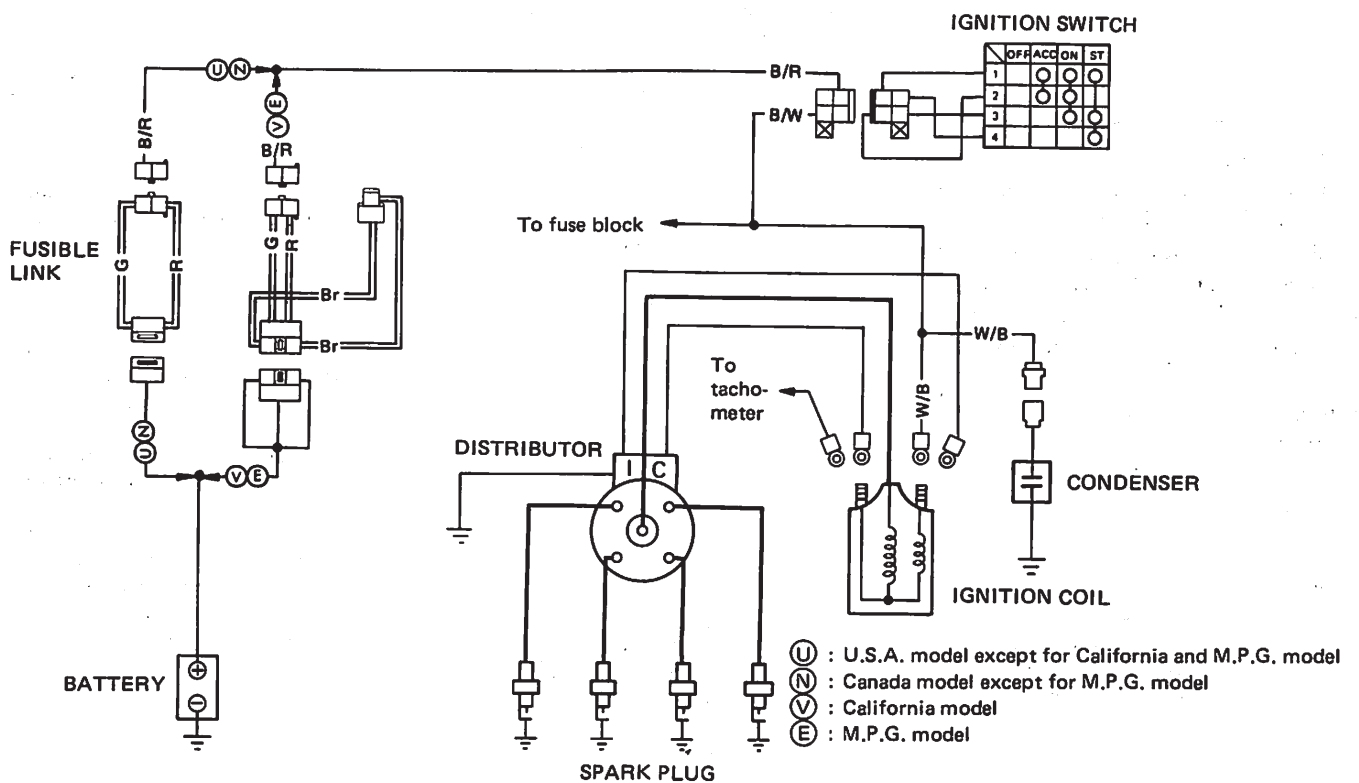 IGNITION SWITCH
OFF ACC ON ST
1
2
3
4
U N
B/R
B/W
E
V
B/R
B/R
To fuse block
FUSIBLE
LINK
G
R
G
R
Br
Br
W/B
To
tacho-
meter
W/B
N
U
DISTRIBUTOR
I C
V E
CONDENSER
IGNITION COIL
BATTERY
+
−
U : U.S.A. model except for California and M.P.G. model
N : Canada model except for M.P.G. model
V : California model
E : M.P.G. model
SPARK PLUG